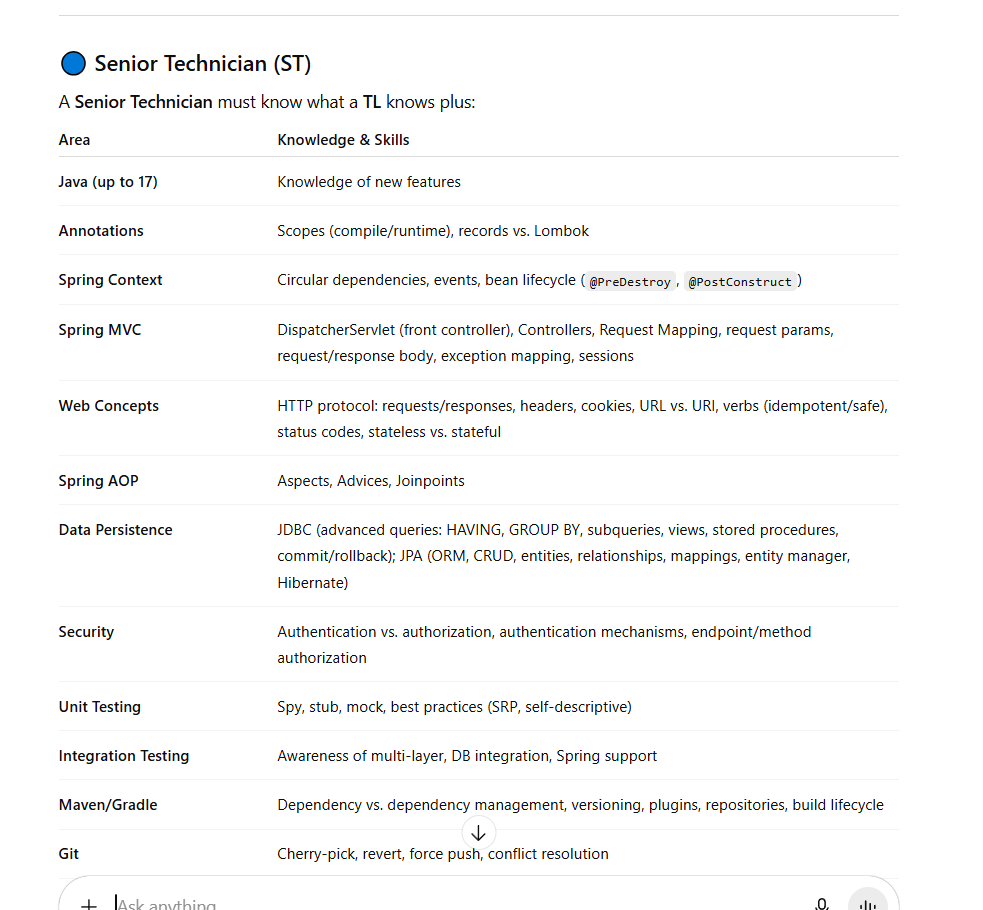 Senior Technician (ST)
A Senior Technician must know what a TL knows plus:
Area Knowledge & Skills
Java (up to 17) Knowledge of new features
Annotations Scopes (compile/runtime), records vs. Lombok
Spring Context Circular dependencies, events, bean lifecycle (@PreDestroy, @PostConstruct)
Spring MVC DispatcherServlet (front controller), Controllers, Request Mapping, request params,
request/response body, exception mapping, sessions
Web Concepts HTTP protocol: requests/responses, headers, cookies, URL vs. URI, verbs (idempotent/safe),
status codes, stateless vs. stateful
Spring AOP Aspects, Advices, Joinpoints
Data Persistence JDBC (advanced queries: HAVING, GROUP BY, subqueries, views, stored procedures,
commit/rollback); JPA (ORM, CRUD, entities, relationships, mappings, entity manager,
Hibernate)
Security Authentication vs. authorization, authentication mechanisms, endpoint/method
authorization
Unit Testing Spy, stub, mock, best practices (SRP, self-descriptive)
Integration Testing Awareness of multi-layer, DB integration, Spring support
Maven/Gradle Dependency vs. dependency management, versioning, plugins, repositories, build lifecycle
Git Cherry-pick, revert, force push, conflict resolution
Ask anything